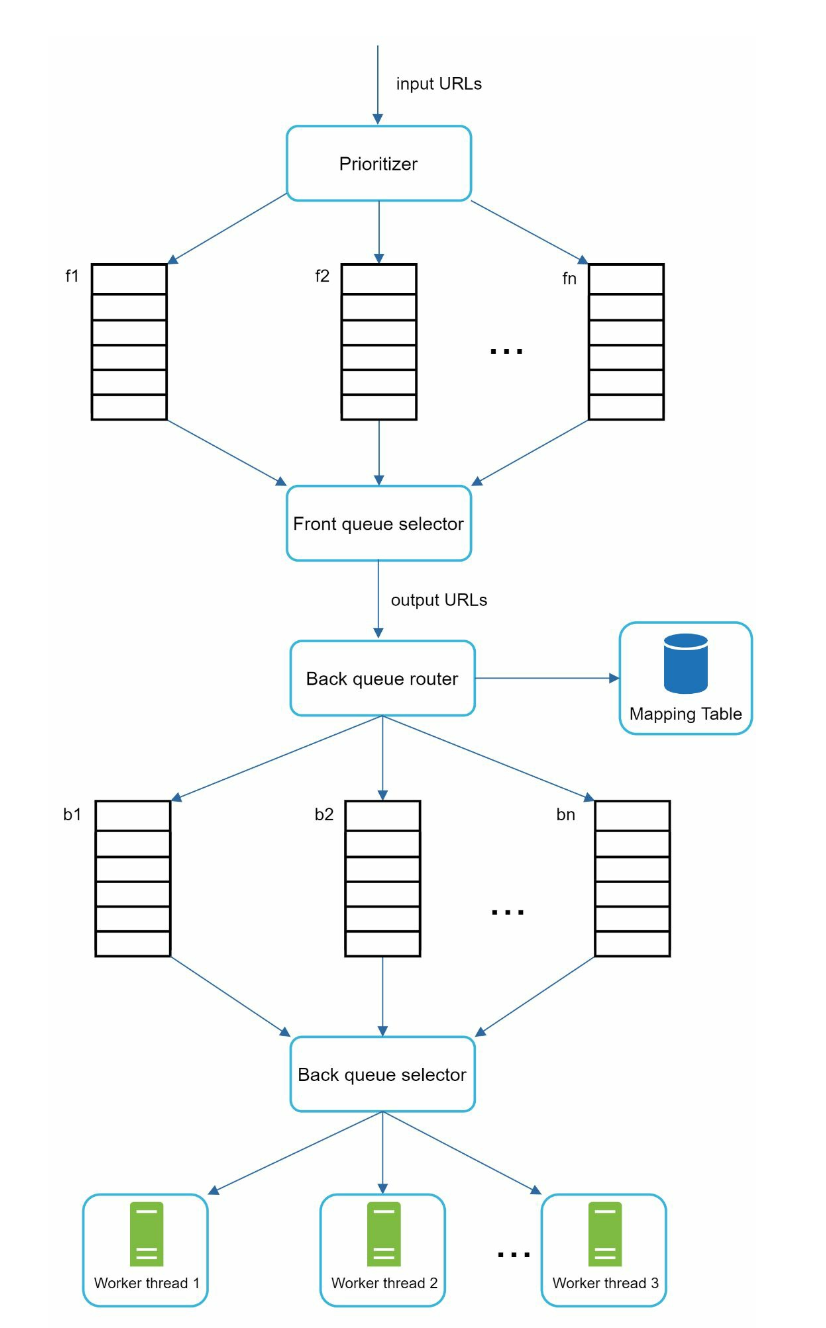 input URLs
Prioritizer
f1
f2
fn
...
Front queue selector
output URLs
Back queue router
Mapping Table
b1
b2
bn
...
Back queue selector
Worker thread 1
Worker thread 2
...
Worker thread 3